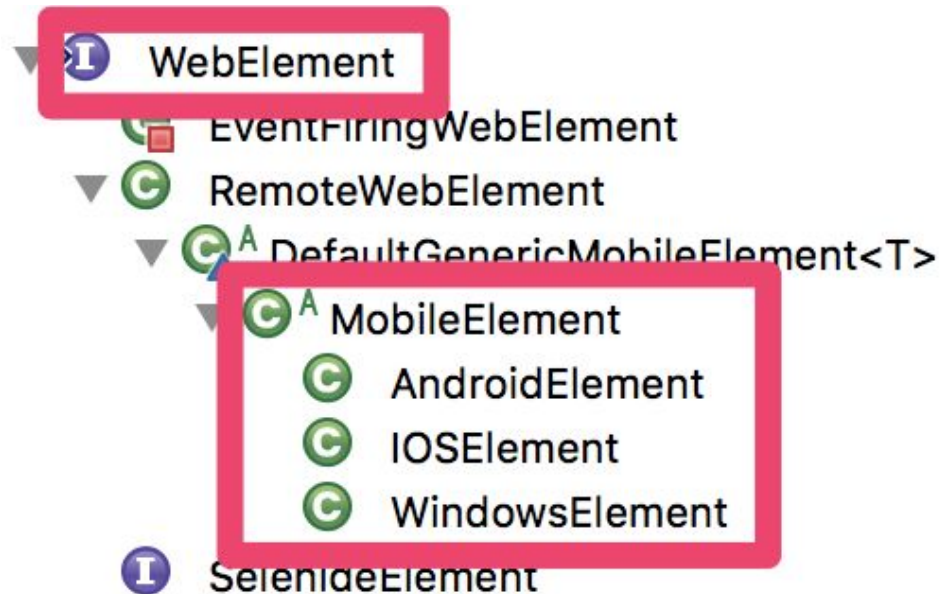 I WebElement
EventFiringWebElement
C RemoteWebElement
C A DefaultGenericMobileElement<T>
C A MobileElement
C AndroidElement
C IOSElement
C WindowsElement
I SelenideElement